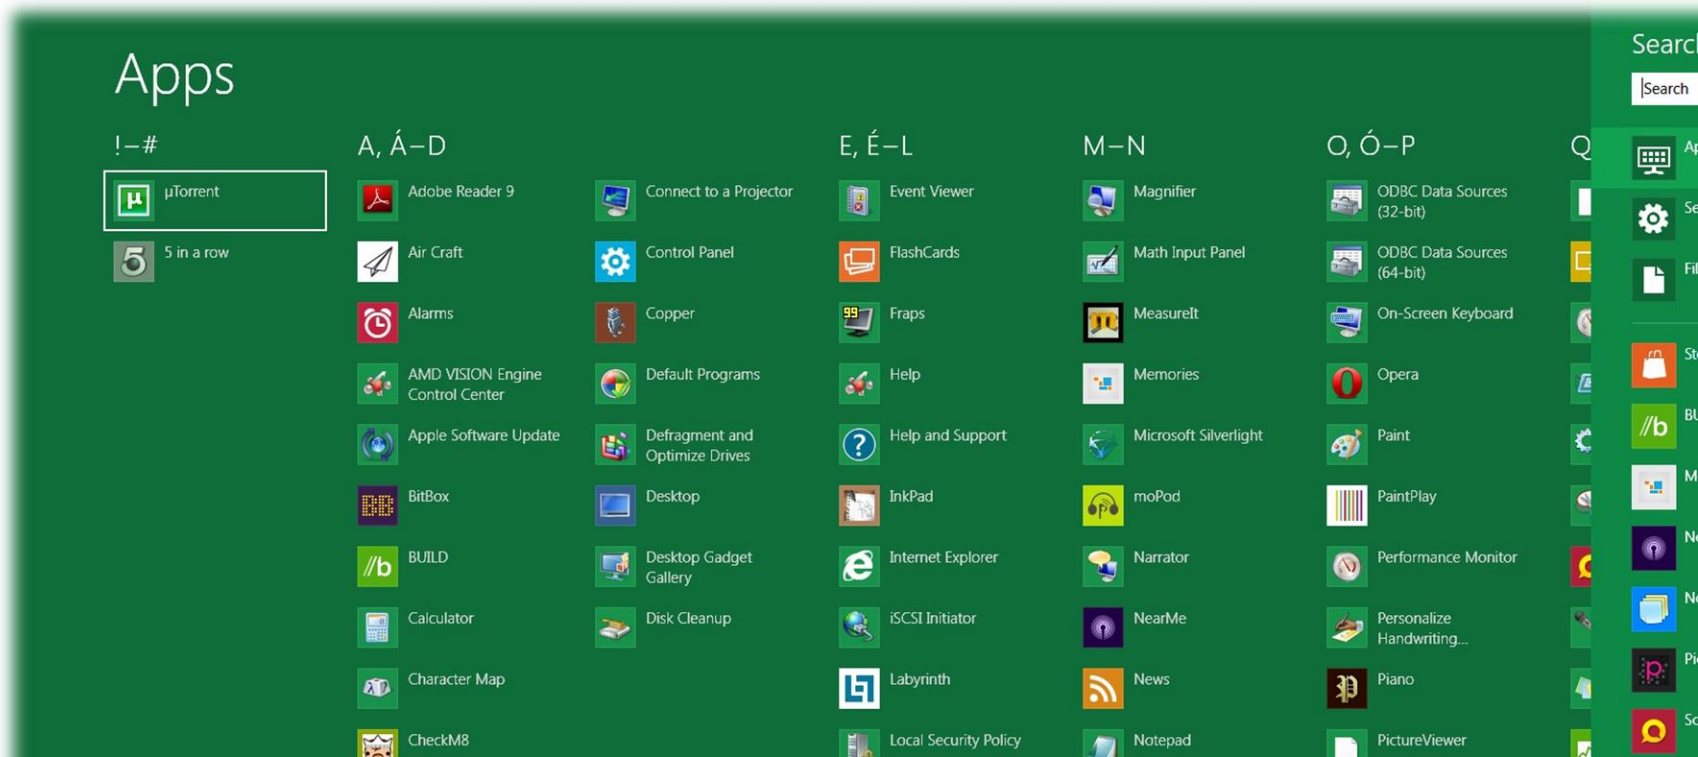 Apps
!–#
µTorrent
5 in a row
A, Á–D
Adobe Reader 9
Air Craft
Alarms
AMD VISION Engine
Control Center
Apple Software Update
BitBox
BUILD
Calculator
Character Map
CheckM8
Connect to a Projector
Control Panel
Copper
Default Programs
Defragment and
Optimize Drives
Desktop
Desktop Gadget
Gallery
Disk Cleanup
E, É–L
Event Viewer
FlashCards
Fraps
Help
Help and Support
InkPad
Internet Explorer
iSCSI Initiator
Labyrinth
Local Security Policy
M–N
Magnifier
Math Input Panel
MeasureIt
Memories
Microsoft Silverlight
moPod
Narrator
NearMe
News
Notepad
O, Ó–P
ODBC Data Sources
(32-bit)
ODBC Data Sources
(64-bit)
On-Screen Keyboard
Opera
Paint
PaintPlay
Performance Monitor
Personalize
Handwriting...
Piano
PictureViewer
Q
Search
Search